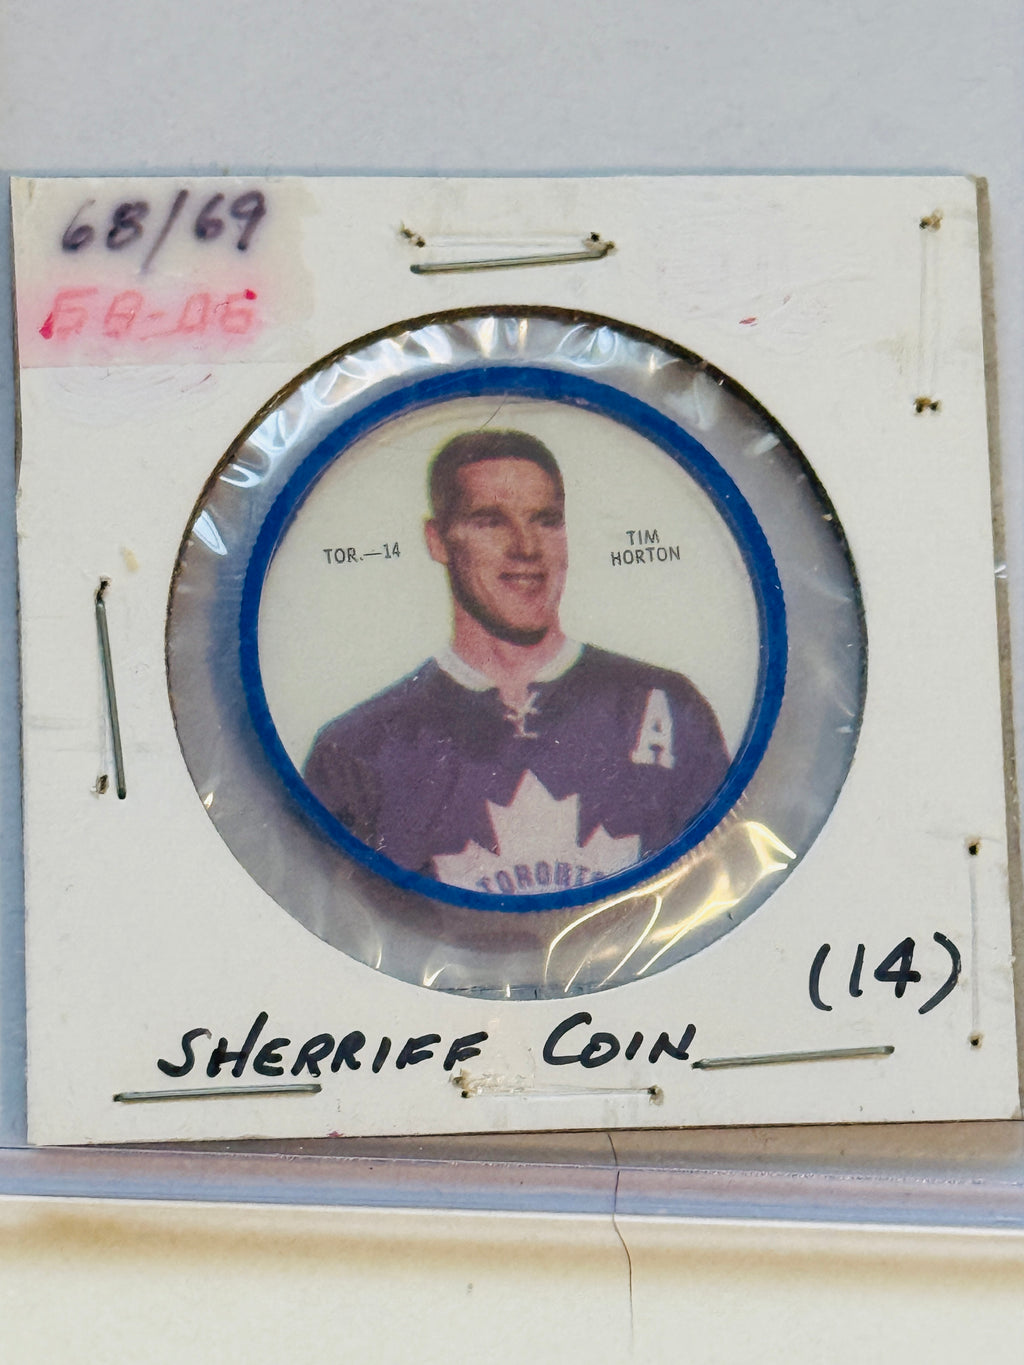 68/69
TOR.—14
TIM
HORTON
A
TORONTO
(14)
SHERRIFF COIN